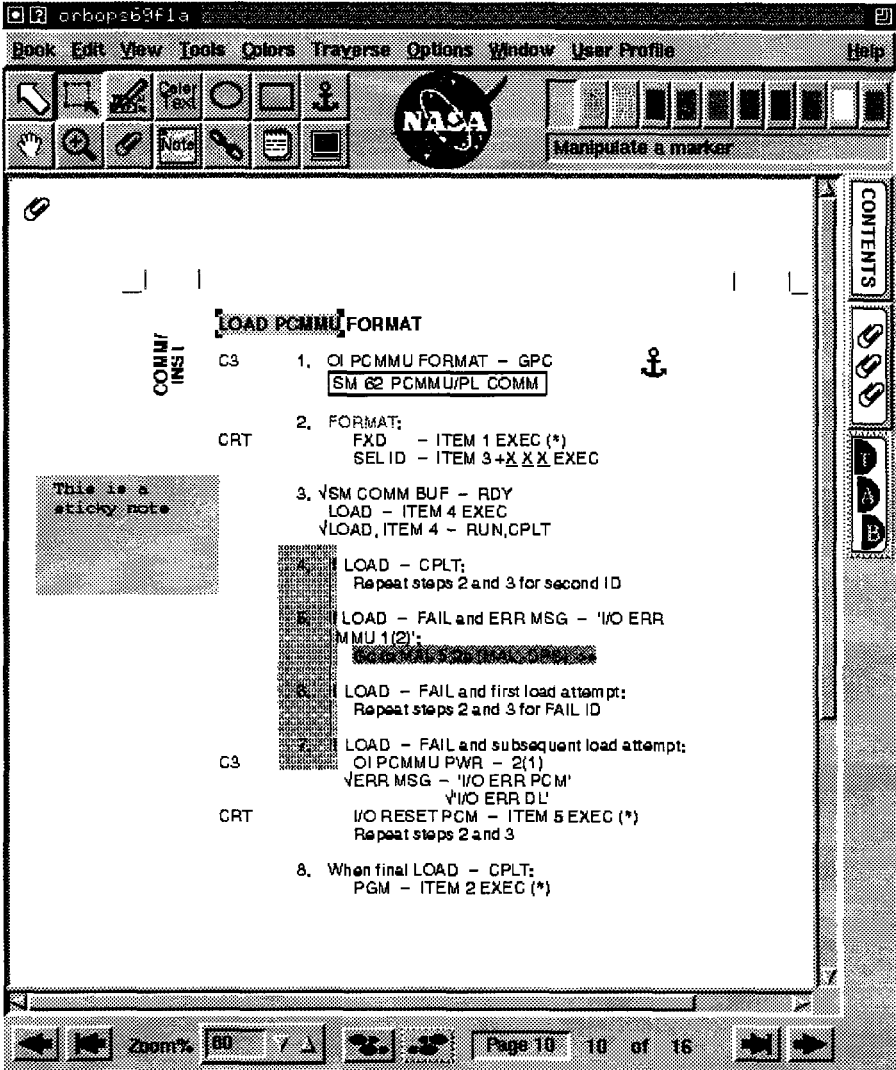 orbops69f1a
Book Edit View Tools Colors Traverse Options Window User Profile Help
Color Text
NASA
Note
Manipulate a marker
CONTENTS
LOAD PCMMU FORMAT
COMM/
INST
C3 1. OI PCMMU FORMAT – GPC
SM 62 PCMMU/PL COMM
2. FORMAT:
CRT FXD – ITEM 1 EXEC (*)
SEL ID – ITEM 3 +X X X EXEC
This is a
sticky note
3. √SM COMM BUF – RDY
LOAD – ITEM 4 EXEC
√LOAD, ITEM 4 – RUN,CPLT
4. LOAD – CPLT:
Repeat steps 2 and 3 for second ID
5. LOAD – FAIL and ERR MSG – 'I/O ERR
MMU 1(2)':
6. LOAD – FAIL and first load attempt:
Repeat steps 2 and 3 for FAIL ID
7. LOAD – FAIL and subsequent load attempt:
C3 OI PCMMU PWR – 2(1)
√ERR MSG – 'I/O ERR PCM'
√'I/O ERR DL'
CRT I/O RESET PCM – ITEM 5 EXEC (*)
Repeat steps 2 and 3
8. When final LOAD – CPLT:
PGM – ITEM 2 EXEC (*)
T
A
B
Zoom% 80 Page 10 10 of 16